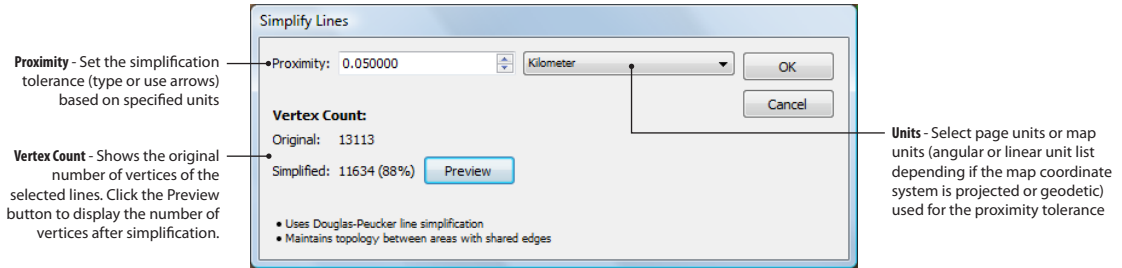 Simplify Lines
Proximity - Set the simplification
tolerance (type or use arrows)
based on specified units
Proximity: 0.050000 Kilometer OK
Cancel
Vertex Count:
Original: 13113
Simplified: 11634 (88%) Preview
Vertex Count - Shows the original
number of vertices of the
selected lines. Click the Preview
button to display the number of
vertices after simplification.
Units - Select page units or map
units (angular or linear unit list
depending if the map coordinate
system is projected or geodetic)
used for the proximity tolerance
• Uses Douglas-Peucker line simplification
• Maintains topology between areas with shared edges